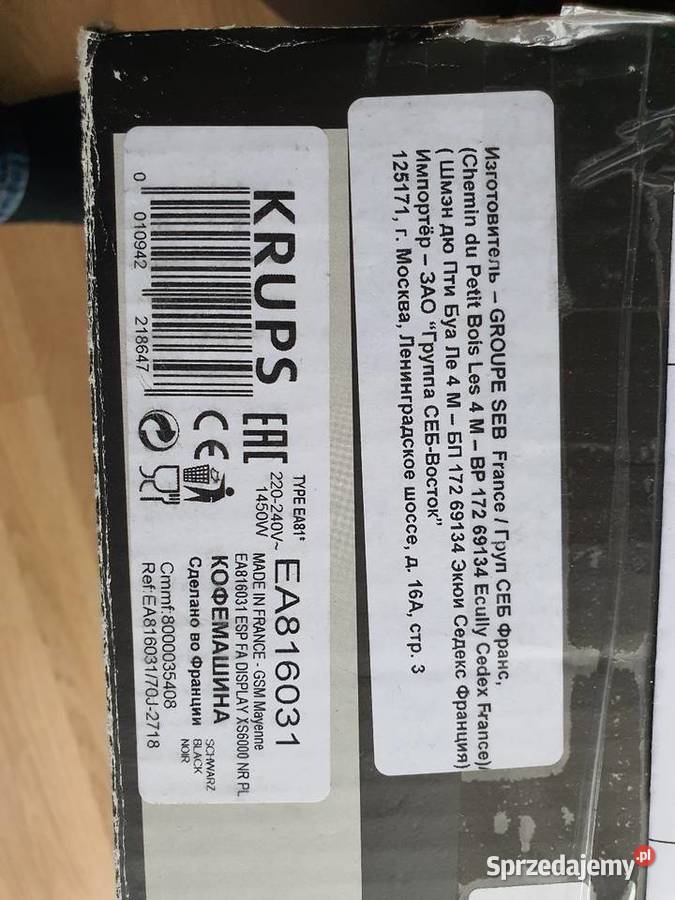 Изготовитель – GROUPE SEB France / Груп СЕБ Франс,
(Chemin du Petit Bois Les 4 M – BP 172 69134 Ecully Cedex France)/
( Шмэн дю Пти Буа Ле 4 М – БП 172 69134 Экюи Седекс Франция)
Импортёр – ЗАО “Группа СЕБ-Восток”
125171, г. Москва, Ленинградское шоссе, д. 16А, стр. 3
KRUPS
0 010942 218647
EAC
CE
TYPE EA81*
220-240V~
1450W
EA816031
MADE IN FRANCE - GSM Mayenne
EA816031 ESP FA DISPLAY XS6000 NR PL
КОФЕМАШИНА
Сделано во Франции
SCHWARZ
BLACK
NOIR
Cmmf:8000035408
Ref:EA816031/70J-2718
Sprzedajemy.pl